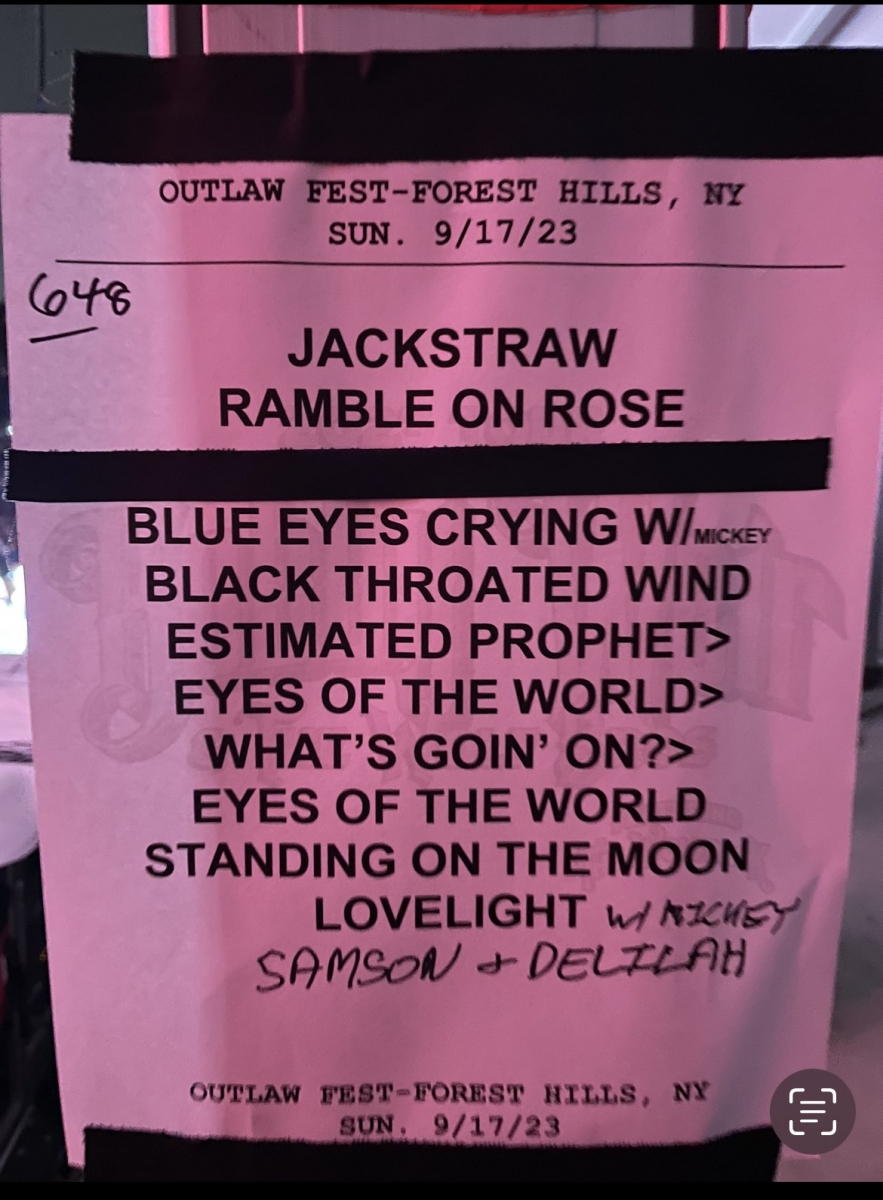 OUTLAW FEST-FOREST HILLS, NY
SUN. 9/17/23
648
JACKSTRAW
RAMBLE ON ROSE
BLUE EYES CRYING W/MICKEY
BLACK THROATED WIND
ESTIMATED PROPHET>
EYES OF THE WORLD>
WHAT'S GOIN' ON?>
EYES OF THE WORLD
STANDING ON THE MOON
LOVELIGHT W/ MICKEY
SAMSON + DELILAH
OUTLAW FEST-FOREST HILLS, NY
SUN. 9/17/23